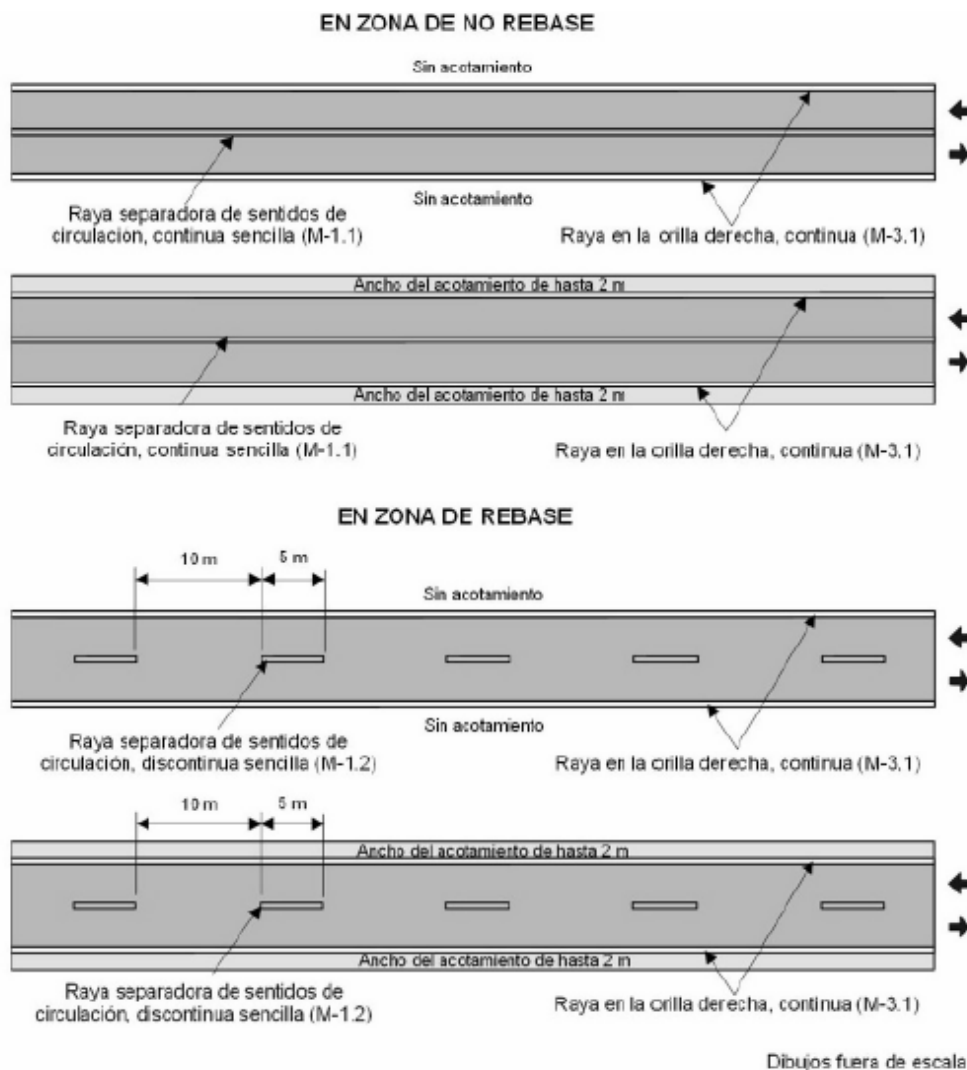 EN ZONA DE NO REBASE
Sin acotamiento
Sin acotamiento
Raya separadora de sentidos de
circulación, continua sencilla (M-1.1)
Raya en la orilla derecha, continua (M-3.1)
Ancho del acotamiento de hasta 2 m
Ancho del acotamiento de hasta 2 m
Raya separadora de sentidos de
circulación, continua sencilla (M-1.1)
Raya en la orilla derecha, continua (M-3.1)
EN ZONA DE REBASE
10 m
5 m
Sin acotamiento
Sin acotamiento
Raya separadora de sentidos de
circulación, discontinua sencilla (M-1.2)
Raya en la orilla derecha, continua (M-3.1)
10 m
5 m
Ancho del acotamiento de hasta 2 m
Ancho del acotamiento de hasta 2 m
Raya separadora de sentidos de
circulación, discontinua sencilla (M-1.2)
Raya en la orilla derecha, continua (M-3.1)
Dibujos fuera de escala